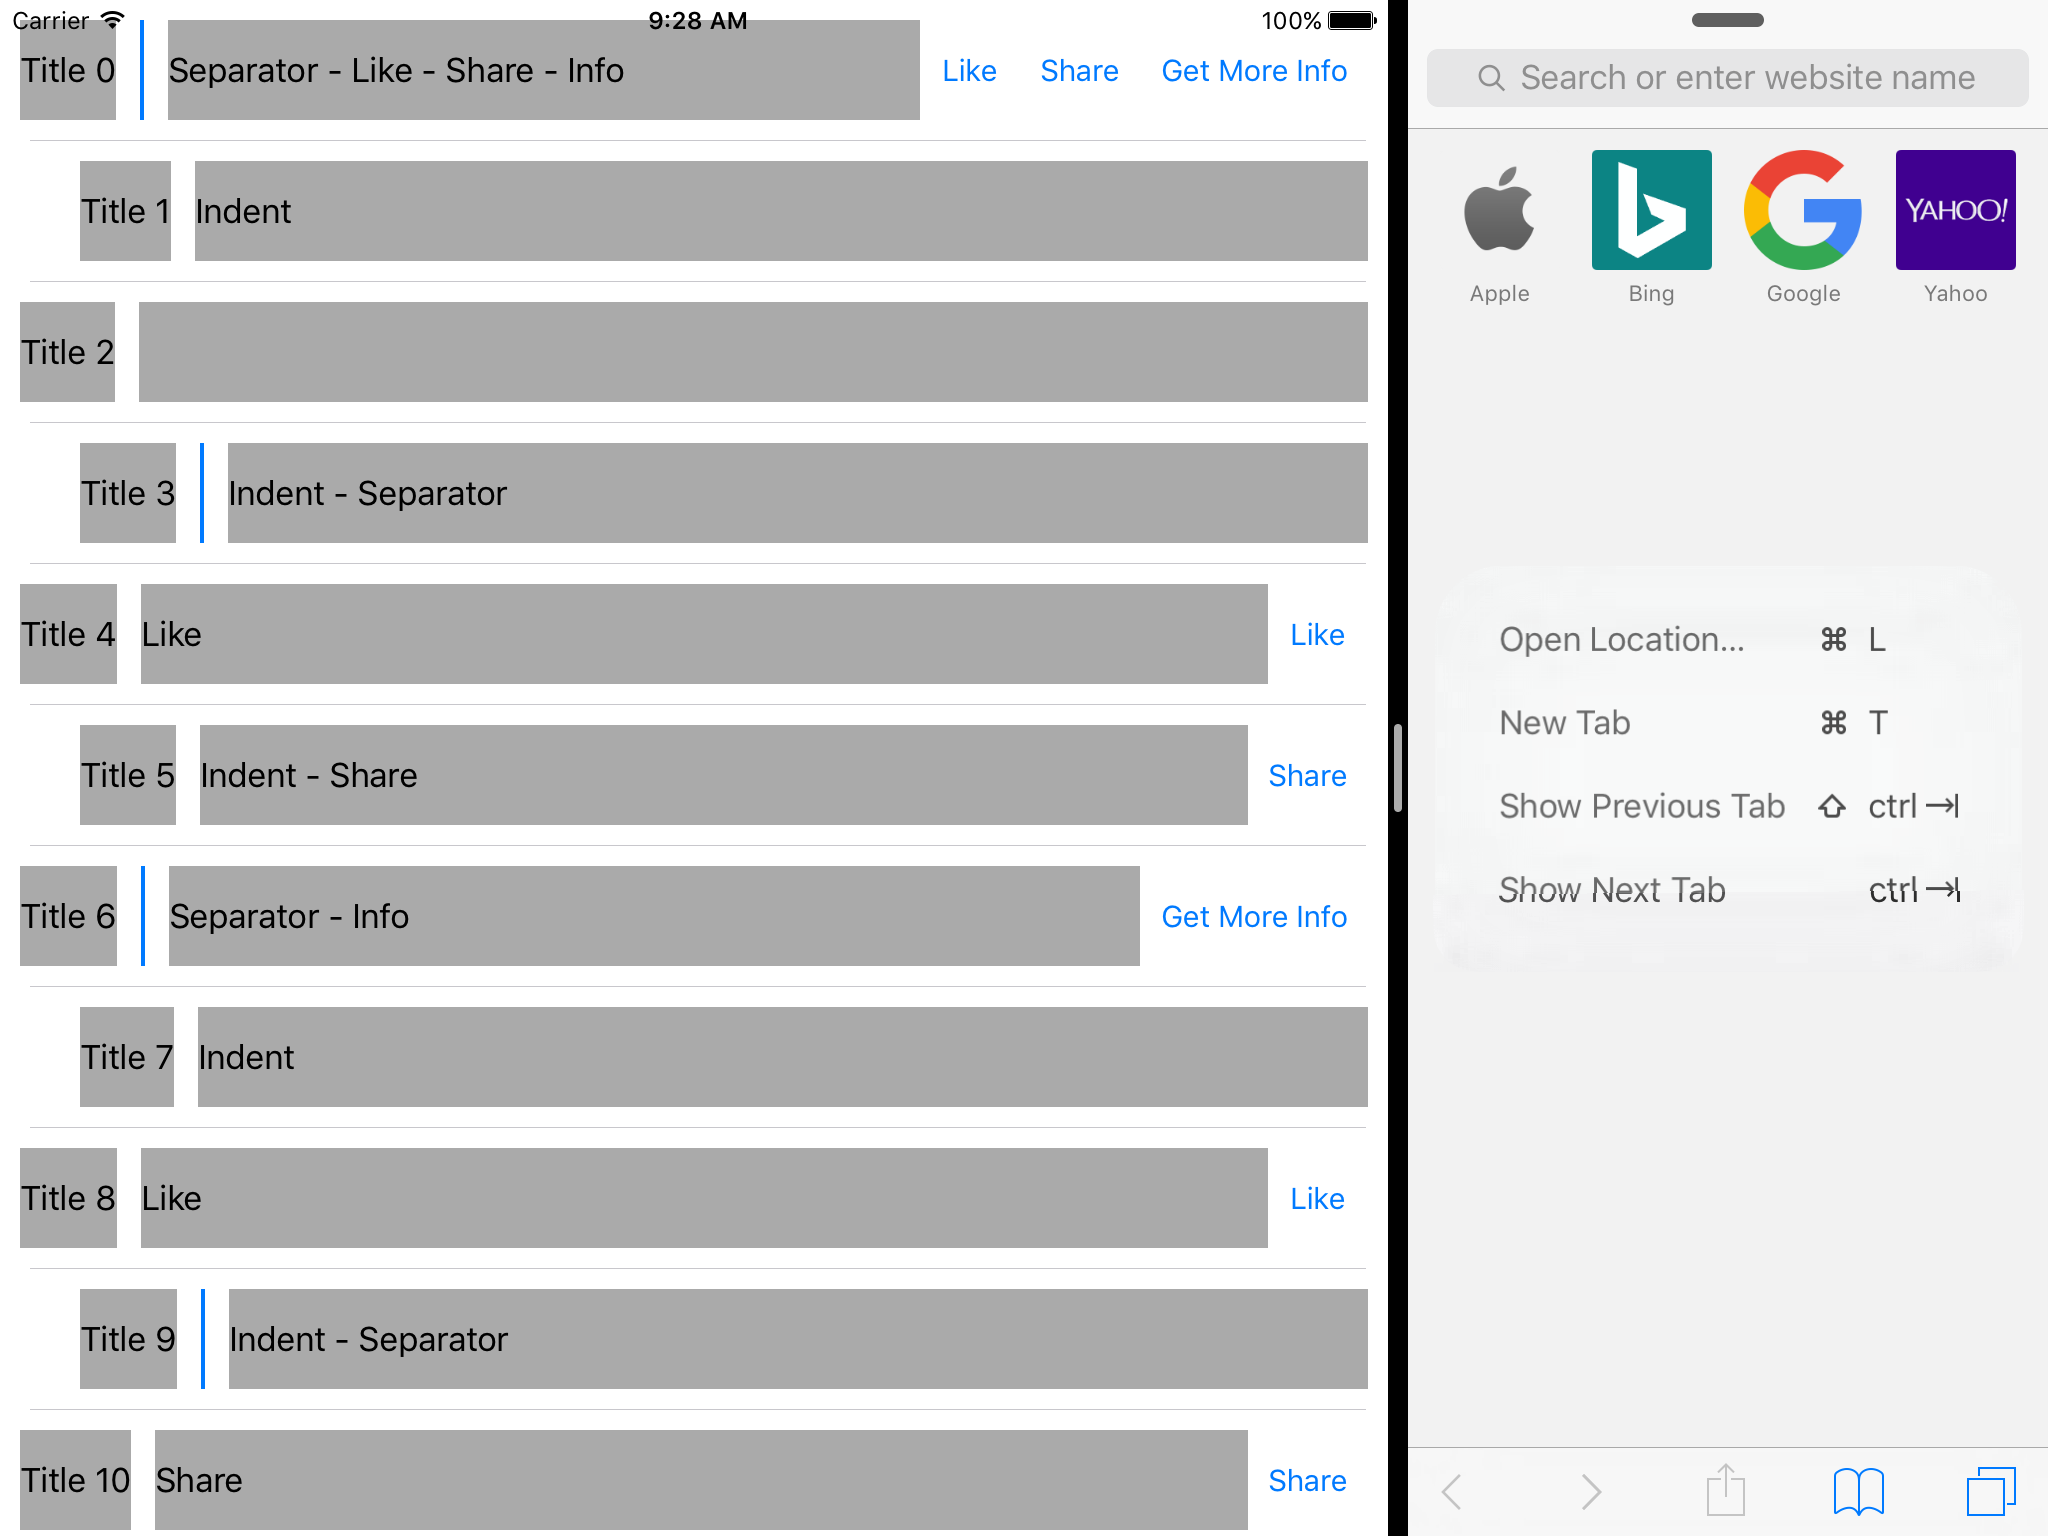 Carrier 9:28 AM 100%
Title 0 Separator - Like - Share - Info Like Share Get More Info
Title 1 Indent
Title 2
Title 3 Indent - Separator
Title 4 Like Like
Title 5 Indent - Share Share
Title 6 Separator - Info Get More Info
Title 7 Indent
Title 8 Like Like
Title 9 Indent - Separator
Title 10 Share Share
Search or enter website name
YAHOO!
Apple Bing Google Yahoo
Open Location... ⌘ L
New Tab ⌘ T
Show Previous Tab ⇧ ctrl →|
Show Next Tab ctrl →|